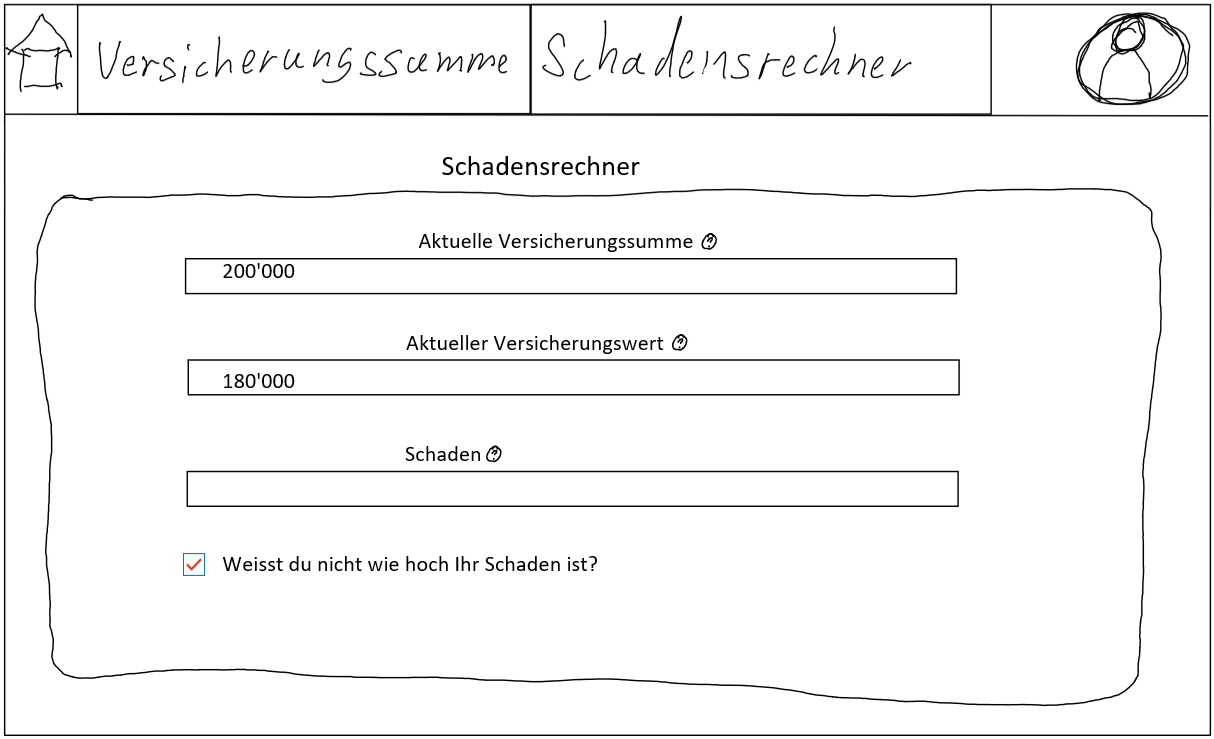 Versicherungssumme
Schadensrechner
Schadensrechner
Aktuelle Versicherungssumme ?
200'000
Aktueller Versicherungswert ?
180'000
Schaden ?
Weisst du nicht wie hoch Ihr Schaden ist?